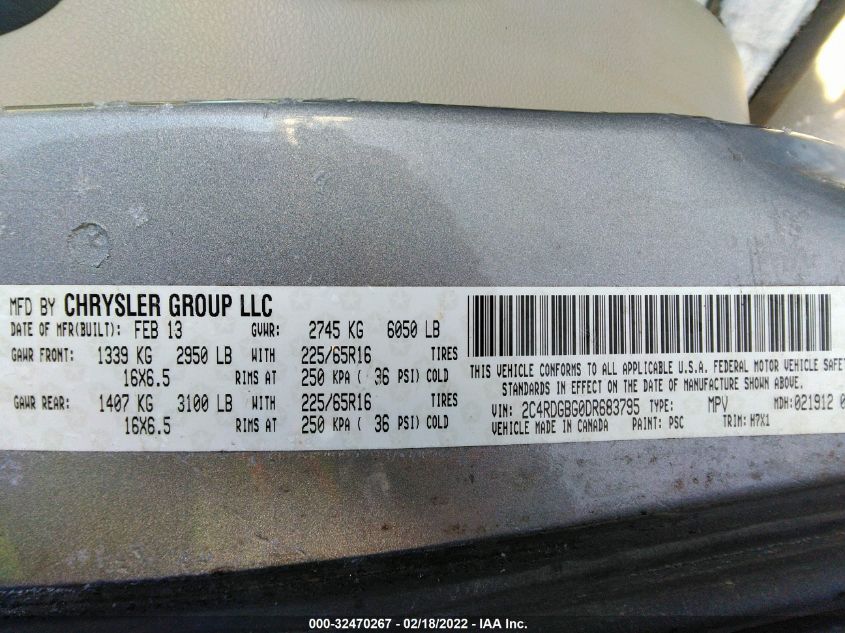 MFD BY CHRYSLER GROUP LLC
DATE OF MFR(BUILT): FEB 13 GVWR: 2745 KG 6050 LB
GAWR FRONT: 1339 KG 2950 LB WITH 225/65R16 TIRES
16X6.5 RIMS AT 250 KPA ( 36 PSI) COLD
GAWR REAR: 1407 KG 3100 LB WITH 225/65R16 TIRES
16X6.5 RIMS AT 250 KPA ( 36 PSI) COLD
THIS VEHICLE CONFORMS TO ALL APPLICABLE U.S.A. FEDERAL MOTOR VEHICLE SAFET
STANDARDS IN EFFECT ON THE DATE OF MANUFACTURE SHOWN ABOVE.
VIN: 2C4RDGBG0DR683795 TYPE: MPV MDH:021912 0
VEHICLE MADE IN CANADA PAINT: PSC TRIM: H7X1
000-32470267 - 02/18/2022 - IAA Inc.